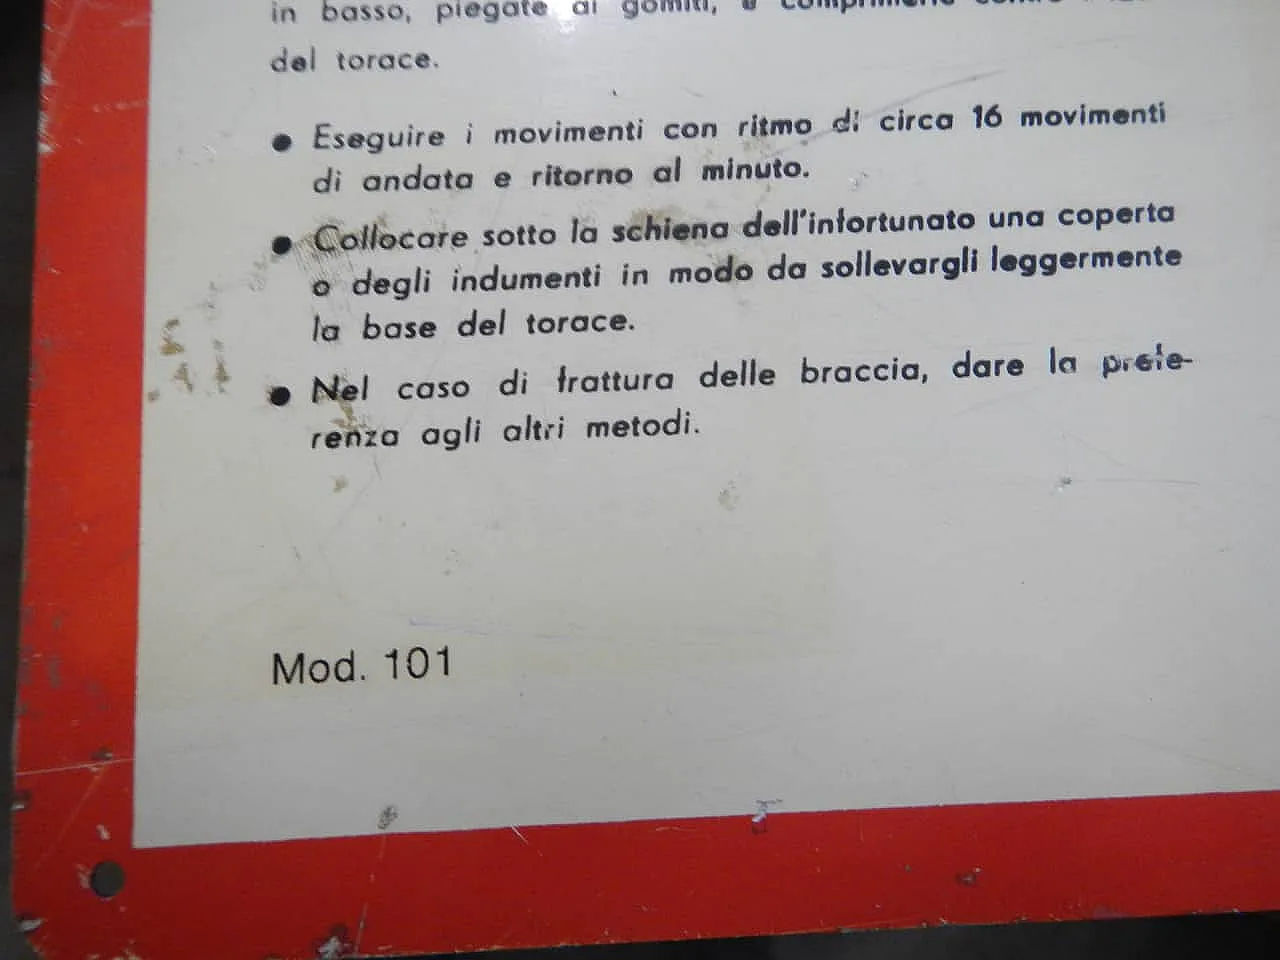 in basso, piegate ai gomiti, e comprimerle contro
del torace.
● Eseguire i movimenti con ritmo di circa 16 movimenti
di andata e ritorno al minuto.
● Collocare sotto la schiena dell'infortunato una coperta
o degli indumenti in modo da sollevargli leggermente
la base del torace.
● Nel caso di frattura delle braccia, dare la prefe-
renza agli altri metodi.
Mod. 101